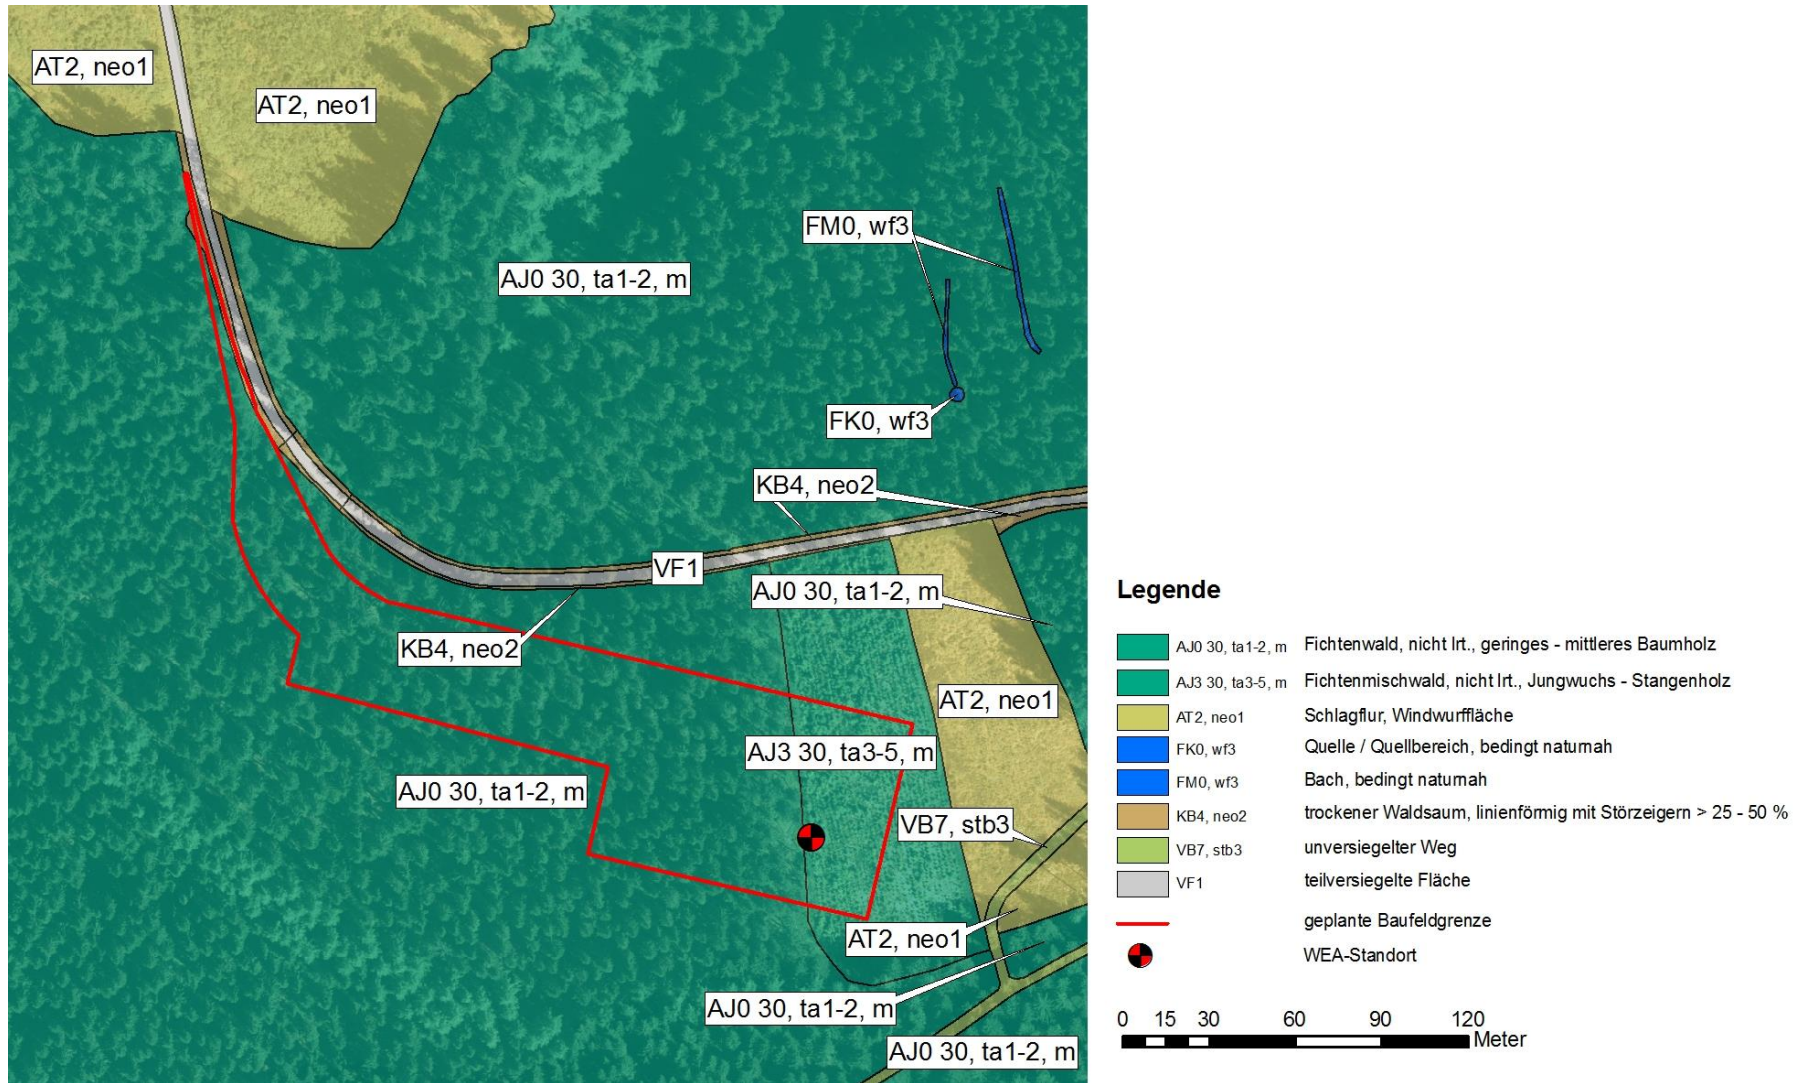 AT2, neo1
AT2, neo1
FM0, wf3
AJ0 30, ta1-2, m
FK0, wf3
KB4, neo2
VF1
AJ0 30, ta1-2, m
KB4, neo2
AT2, neo1
AJ3 30, ta3-5, m
AJ0 30, ta1-2, m
VB7, stb3
AT2, neo1
AJ0 30, ta1-2, m
AJ0 30, ta1-2, m
Legende
AJ0 30, ta1-2, m Fichtenwald, nicht lrt., geringes - mittleres Baumholz
AJ3 30, ta3-5, m Fichtenmischwald, nicht lrt., Jungwuchs - Stangenholz
AT2, neo1 Schlagflur, Windwurffläche
FK0, wf3 Quelle / Quellbereich, bedingt naturnah
FM0, wf3 Bach, bedingt naturnah
KB4, neo2 trockener Waldsaum, linienförmig mit Störzeigern > 25 - 50 %
VB7, stb3 unversiegelter Weg
VF1 teilversiegelte Fläche
geplante Baufeldgrenze
WEA-Standort
0 15 30 60 90 120
Meter